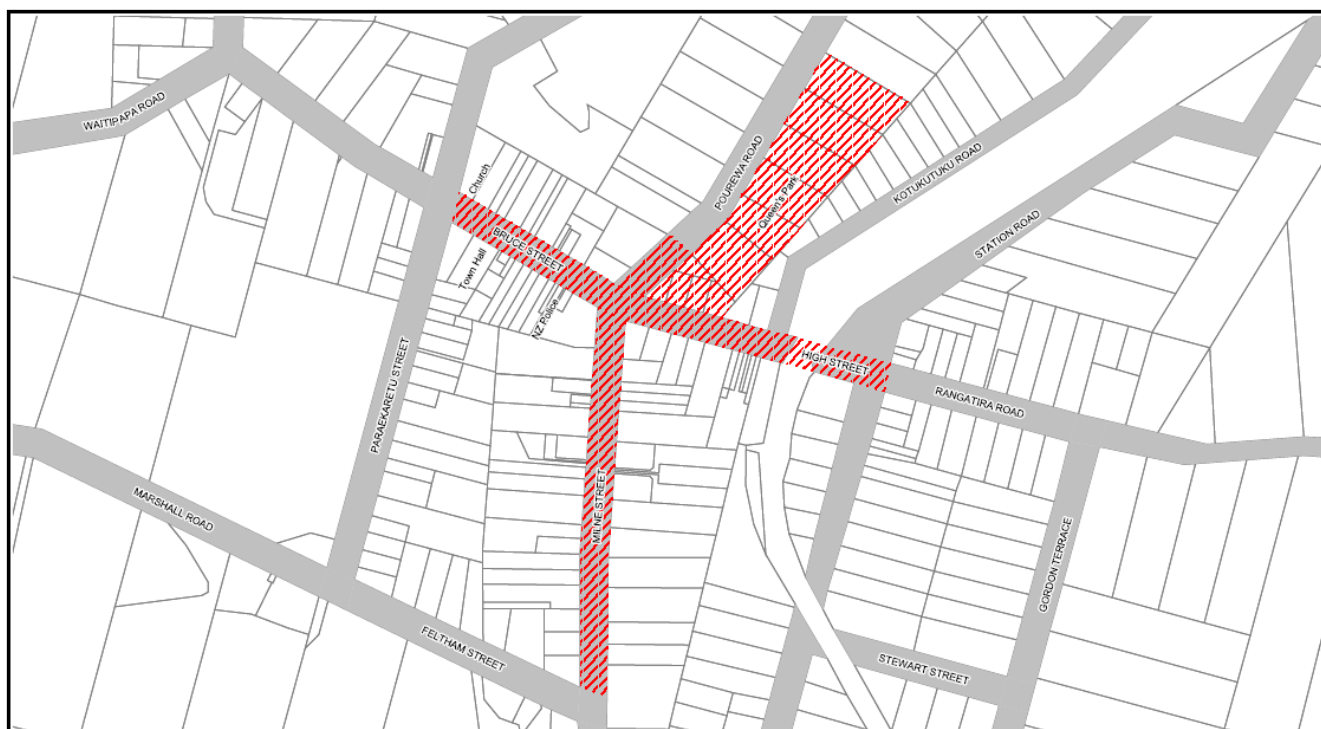 WAITIPAPA ROAD
Church
POUREWA ROAD
KOTUKUTUKU ROAD
Queen's Park
STATION ROAD
BRUCE STREET
Town Hall
NZ Police
HIGH STREET
PARAEKARETU STREET
RANGATIRA ROAD
MARSHALL ROAD
MILNE STREET
GORDON TERRACE
FELTHAM STREET
STEWART STREET